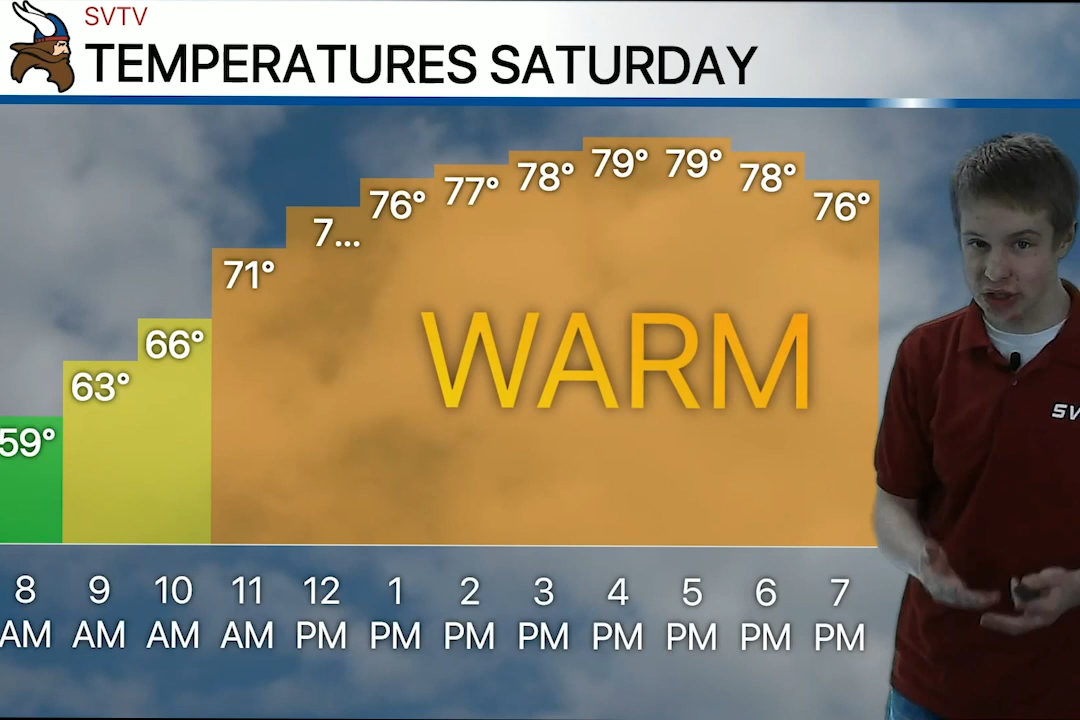 SVTV
TEMPERATURES SATURDAY
59° 63° 66° 71° 7... 76° 77° 78° 79° 79° 78° 76°
WARM
8 AM 9 AM 10 AM 11 AM 12 PM 1 PM 2 PM 3 PM 4 PM 5 PM 6 PM 7 PM
SV